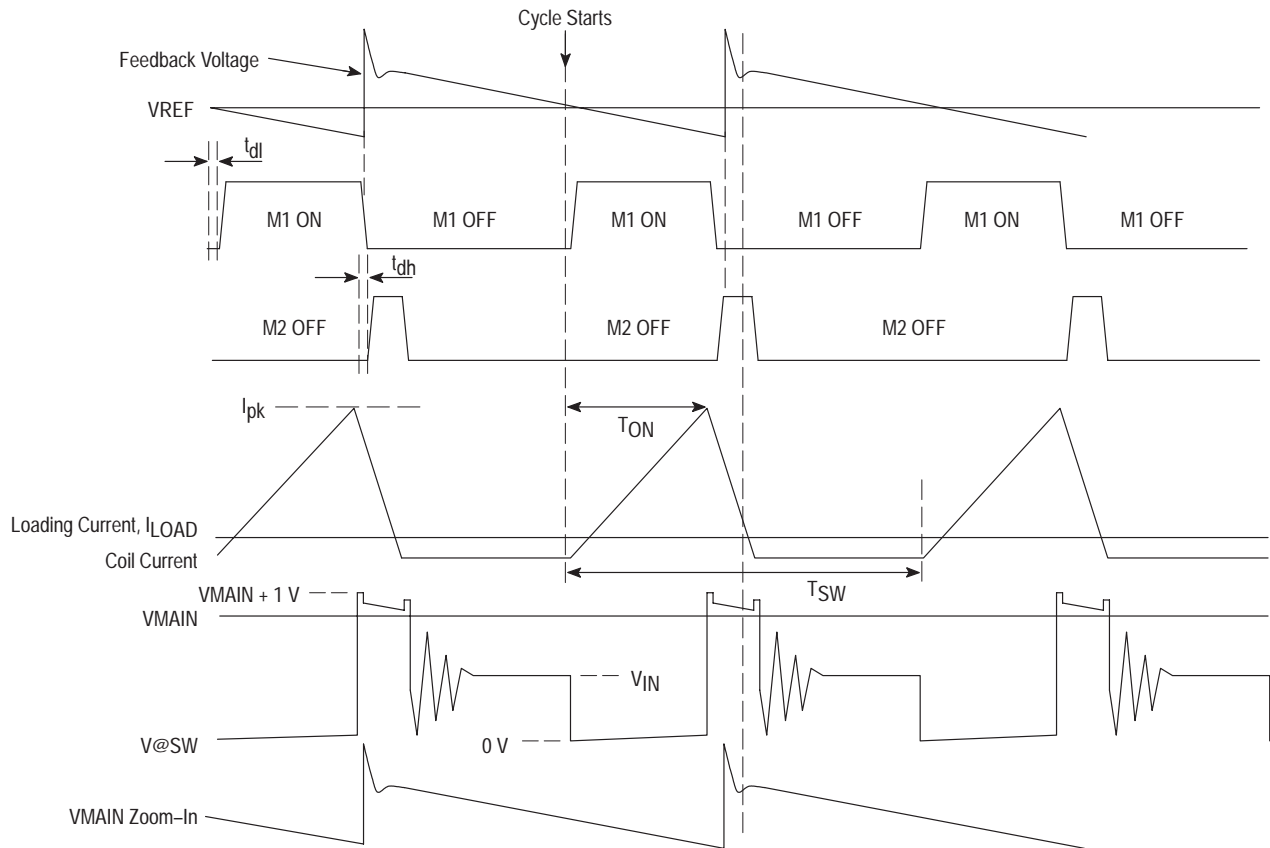 Cycle Starts
Feedback Voltage
VREF
tdl
M1 ON
M1 OFF
M1 ON
M1 OFF
M1 ON
M1 OFF
tdh
M2 OFF
M2 OFF
M2 OFF
Ipk
TON
Loading Current, ILOAD
Coil Current
TSW
VMAIN + 1 V
VMAIN
VIN
V@SW
0 V
VMAIN Zoom–In